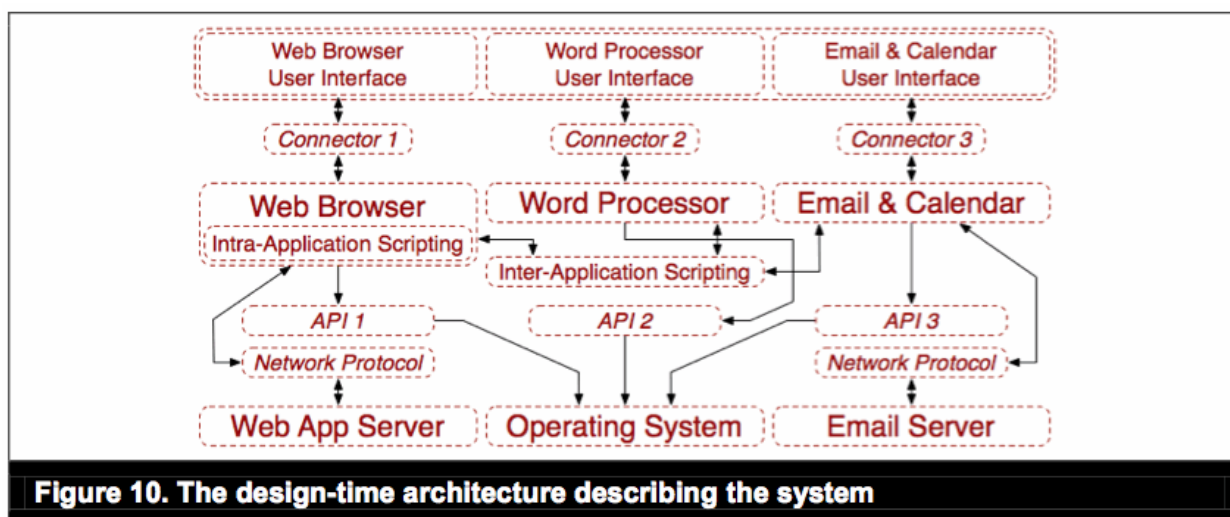 Web Browser
User Interface
Word Processor
User Interface
Email & Calendar
User Interface
Connector 1
Connector 2
Connector 3
Web Browser
Word Processor
Email & Calendar
Intra-Application Scripting
Inter-Application Scripting
API 1
API 2
API 3
Network Protocol
Network Protocol
Web App Server
Operating System
Email Server
Figure 10. The design-time architecture describing the system